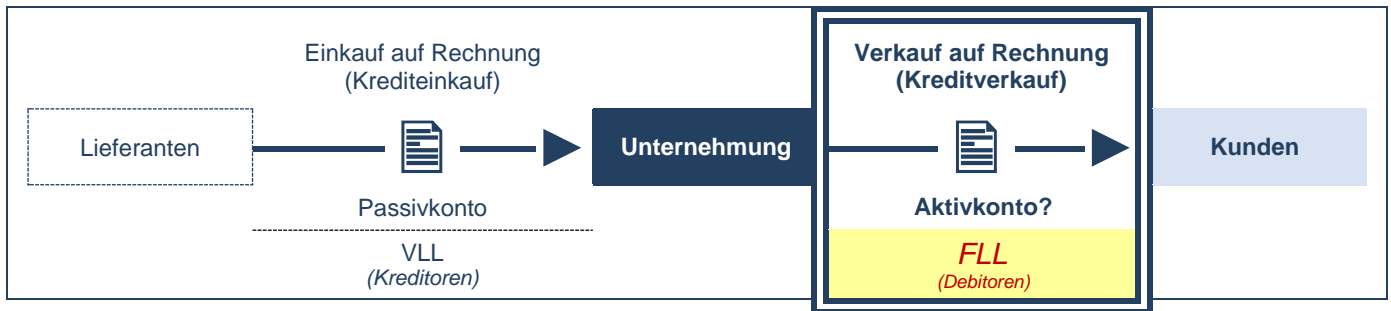 Einkauf auf Rechnung
(Krediteinkauf)
Verkauf auf Rechnung
(Kreditverkauf)
Lieferanten
Unternehmung
Kunden
Passivkonto
Aktivkonto?
VLL
(Kreditoren)
FLL
(Debitoren)